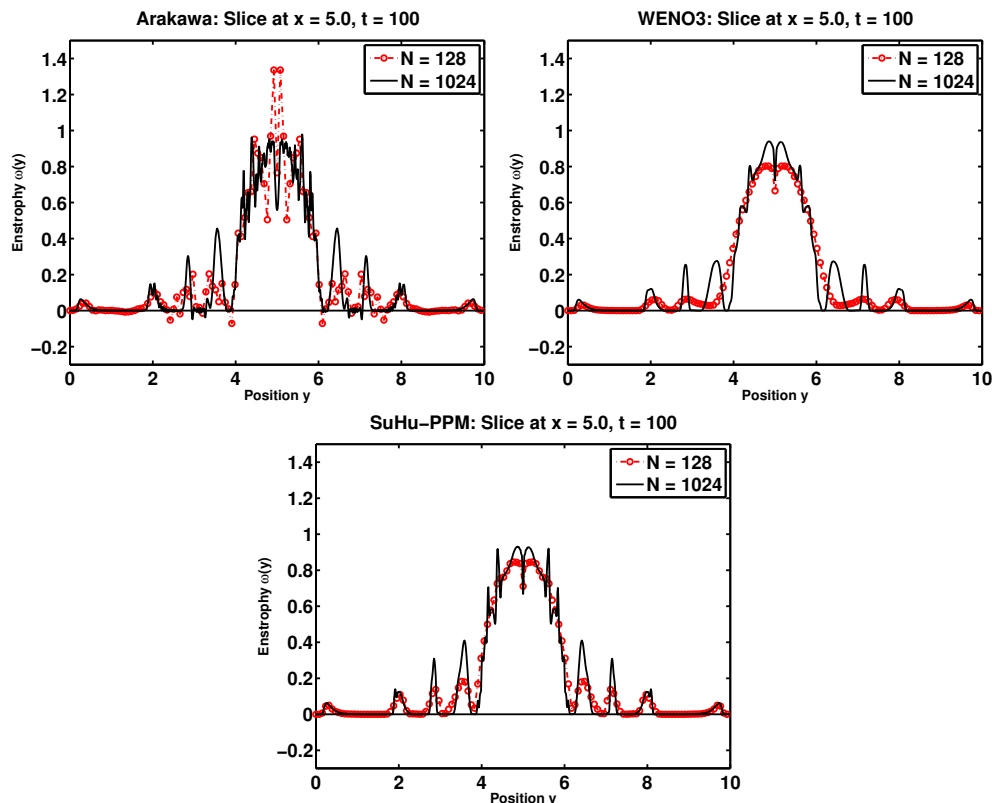 Arakawa: Slice at x = 5.0, t = 100
1.4
1.2
1
0.8
0.6
0.4
0.2
0
−0.2
Enstrophy ω(y)
N = 128
N = 1024
0 2 4 6 8 10
Position y
WENO3: Slice at x = 5.0, t = 100
1.4
1.2
1
0.8
0.6
0.4
0.2
0
−0.2
Enstrophy ω(y)
N = 128
N = 1024
0 2 4 6 8 10
Position y
SuHu−PPM: Slice at x = 5.0, t = 100
1.4
1.2
1
0.8
0.6
0.4
0.2
0
−0.2
Enstrophy ω(y)
N = 128
N = 1024
0 2 4 6 8 10
Position y